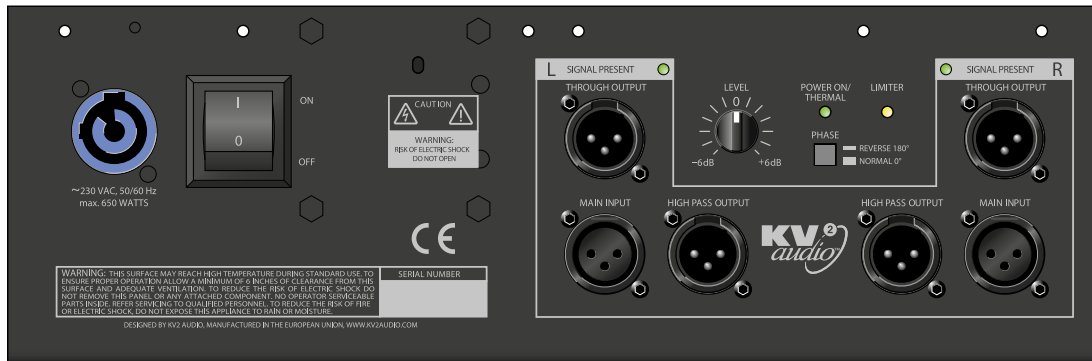 I
0
ON
OFF
~230 VAC, 50/60 Hz
max. 650 WATTS
CAUTION
WARNING:
RISK OF ELECTRIC SHOCK
DO NOT OPEN
CE
WARNING: THIS SURFACE MAY REACH HIGH TEMPERATURE DURING STANDARD USE. TO
ENSURE PROPER OPERATION ALLOW A MINIMUM OF 6 INCHES OF CLEARANCE FROM THIS
SURFACE AND ADEQUATE VENTILATION. TO REDUCE THE RISK OF ELECTRIC SHOCK DO
NOT REMOVE THIS PANEL OR ANY ATTACHED COMPONENT. NO OPERATOR SERVICEABLE
PARTS INSIDE. REFER SERVICING TO QUALIFIED PERSONNEL. TO REDUCE THE RISK OF FIRE
OR ELECTRIC SHOCK, DO NOT EXPOSE THIS APPLIANCE TO RAIN OR MOISTURE.
SERIAL NUMBER
DESIGNED BY KV2 AUDIO, MANUFACTURED IN THE EUROPEAN UNION, WWW.KV2AUDIO.COM
L SIGNAL PRESENT
THROUGH OUTPUT
LEVEL
0
−6dB +6dB
POWER ON/
THERMAL
LIMITER
PHASE
REVERSE 180°
NORMAL 0°
SIGNAL PRESENT R
THROUGH OUTPUT
MAIN INPUT
HIGH PASS OUTPUT
KV2
audio
HIGH PASS OUTPUT
MAIN INPUT